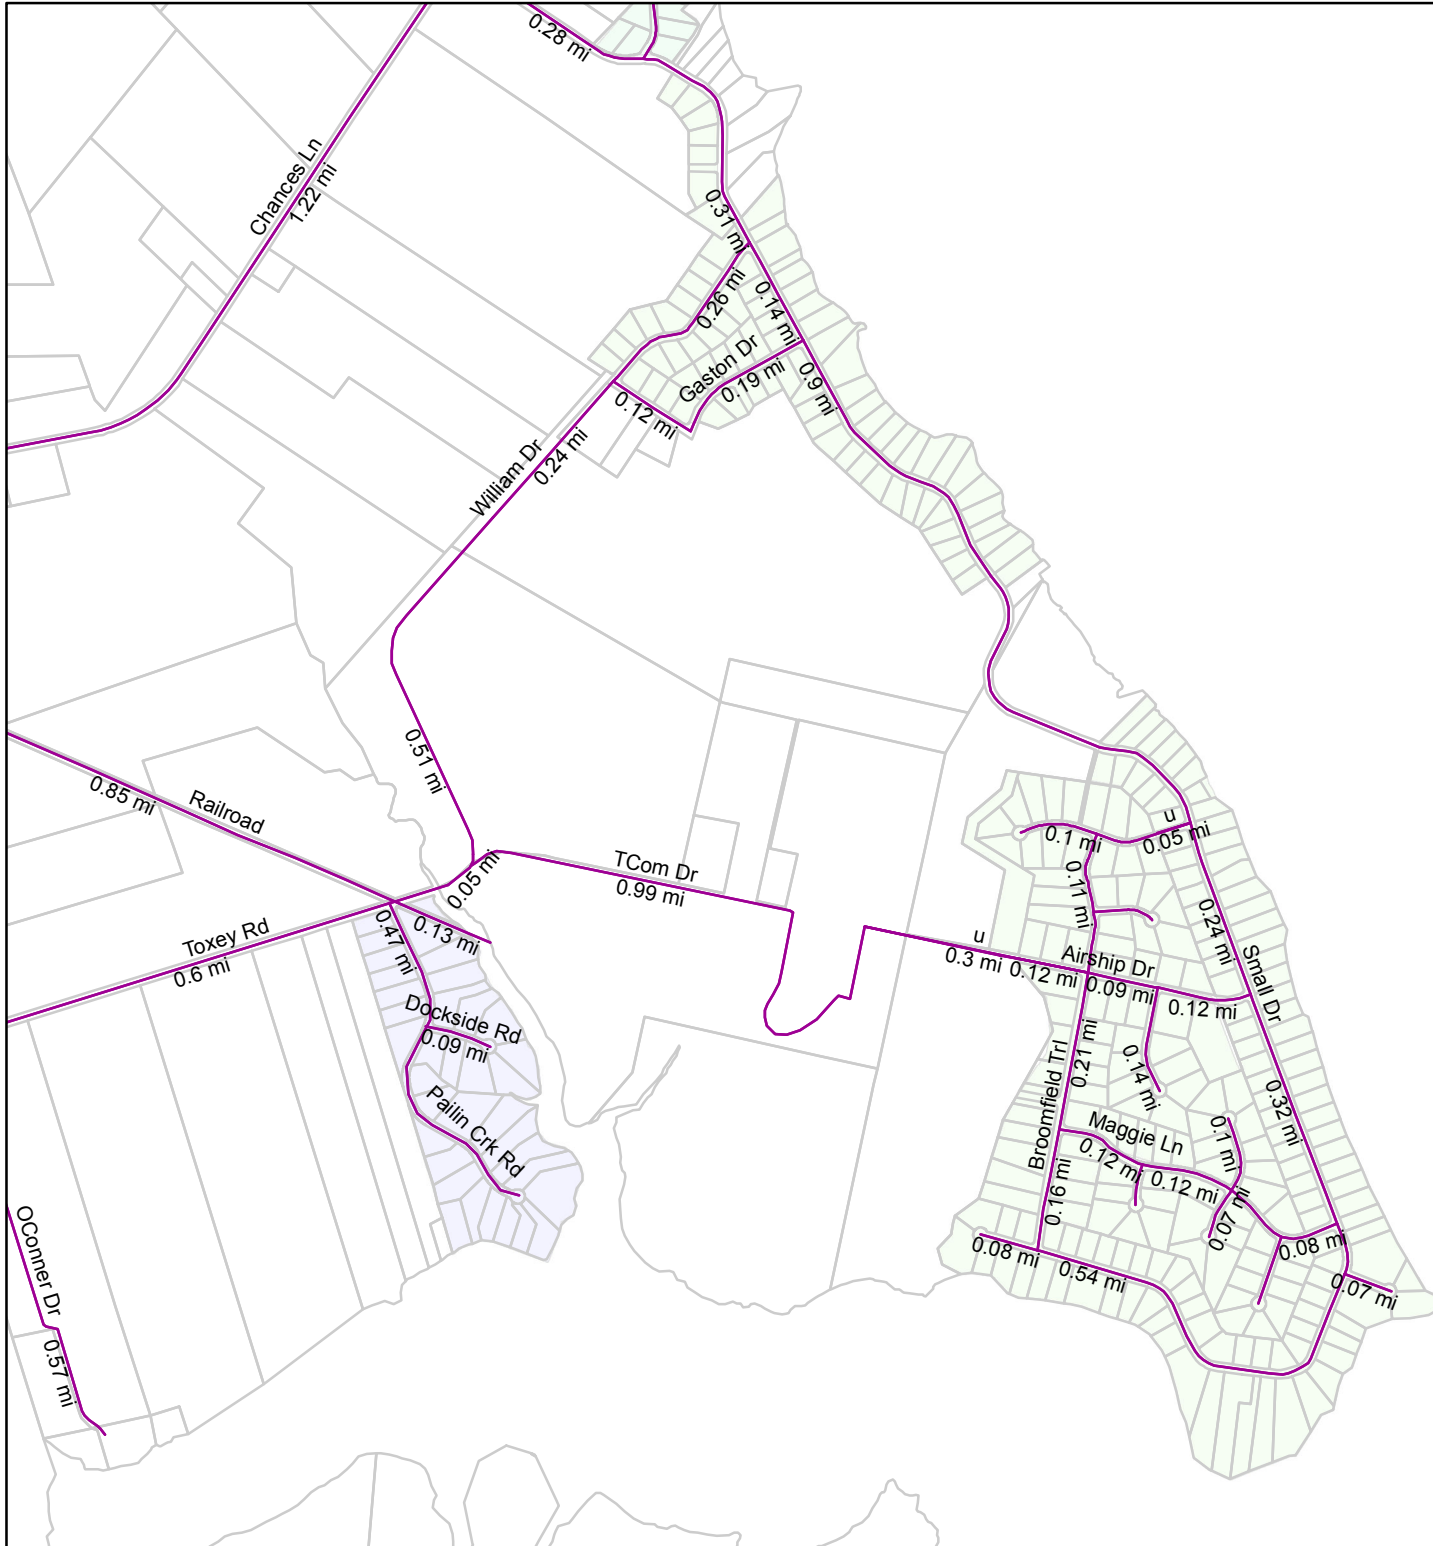 0.28 mi
Chances Ln
1.22 mi
0.31 mi
0.26 mi
0.14 mi
Gaston Dr
0.19 mi
0.9 mi
0.12 mi
William Dr
0.24 mi
0.51 mi
0.85 mi
Railroad
u
0.1 mi
0.05 mi
0.05 mi
TCom Dr
0.99 mi
0.11 mi
0.47 mi
0.13 mi
Toxey Rd
0.6 mi
0.24 mi
u
0.3 mi
0.12 mi
Airship Dr
0.09 mi
0.12 mi
Small Dr
Dockside Rd
0.09 mi
0.21 mi
0.14 mi
Pailin Crk Rd
Broomfield Trl
Maggie Ln
0.12 mi
0.12 mi
0.1 mi
0.32 mi
0.16 mi
0.07 mi
0.08 mi
0.08 mi
0.54 mi
0.07 mi
OConner Dr
0.57 mi